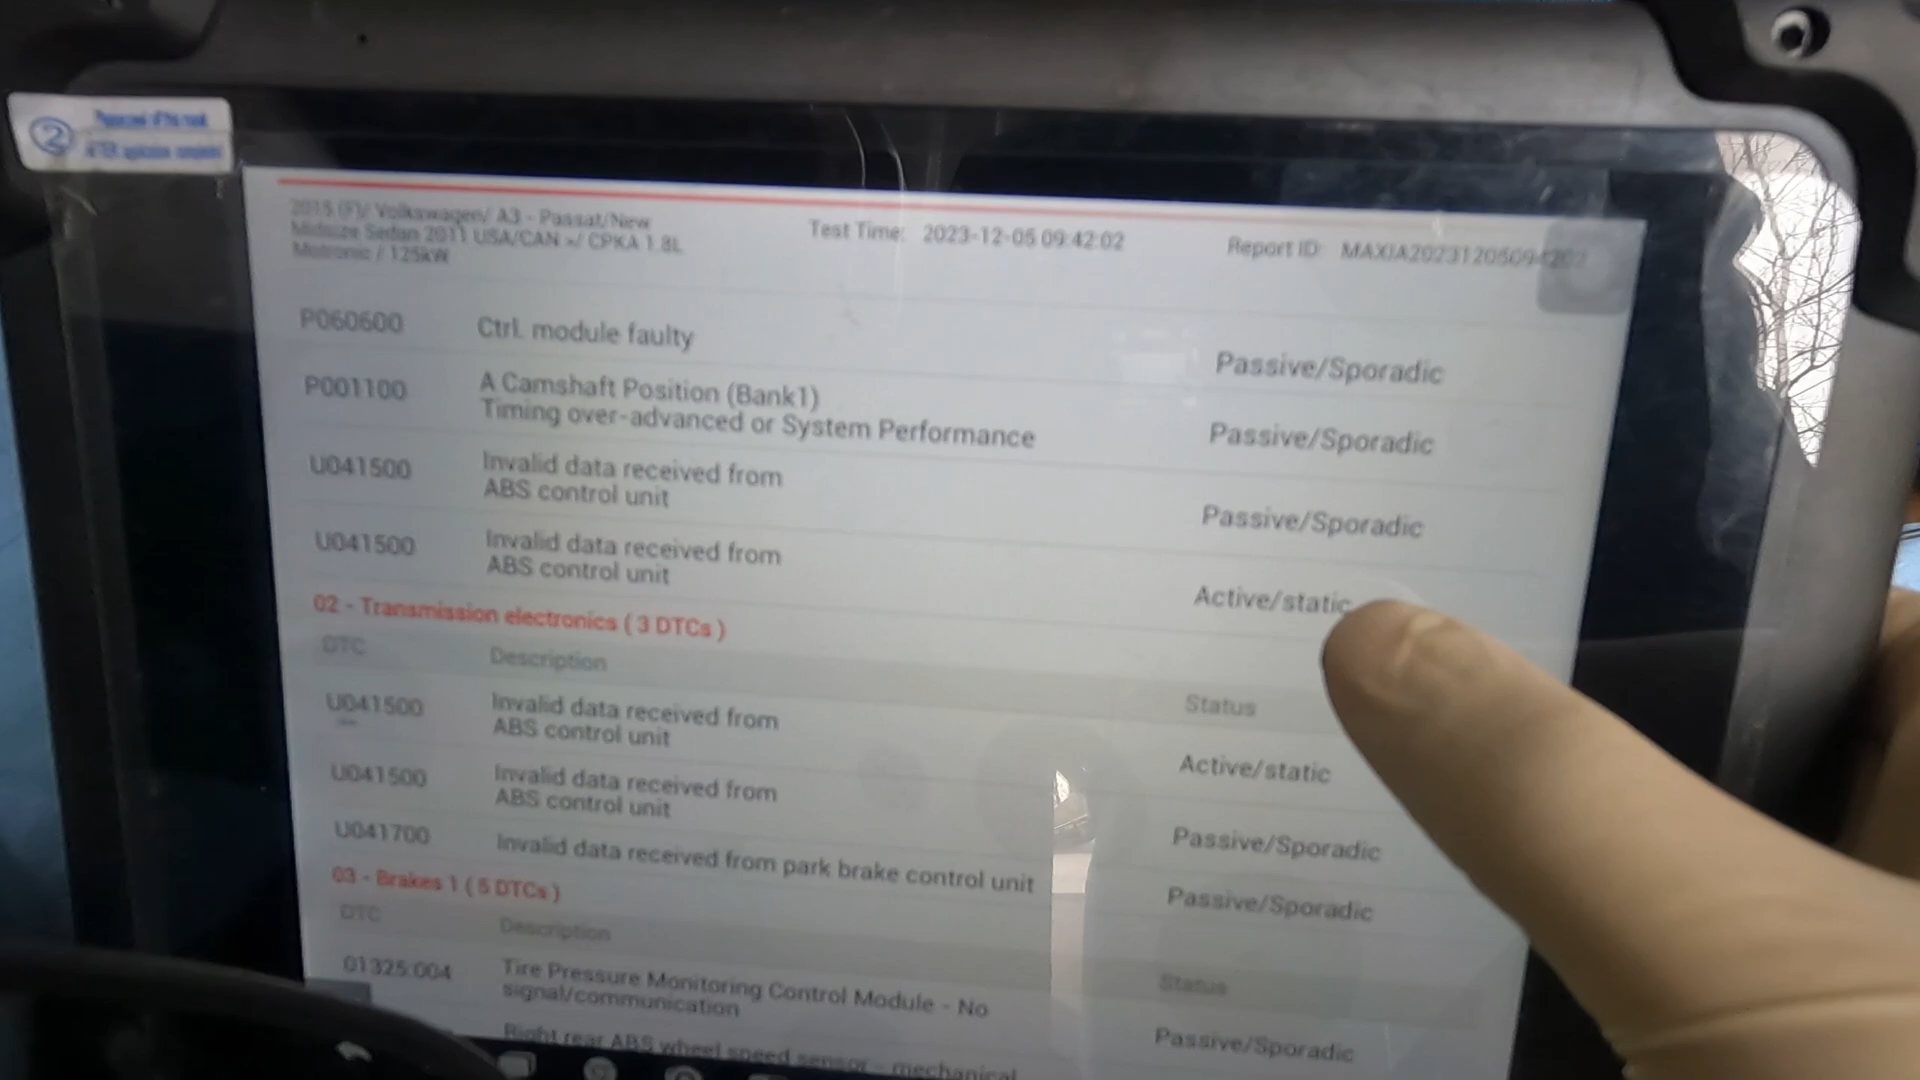 2
2015 (F)/ Volkswagen/ A3 - Passat/New
Midsize Sedan 2011 USA/CAN >/ CPKA 1.8L
Motronic / 125kW
Test Time: 2023-12-05 09:42:02
Report ID: MAXIA20231205094202
P060600 Ctrl. module faulty Passive/Sporadic
P001100 A Camshaft Position (Bank1)
Timing over-advanced or System Performance Passive/Sporadic
U041500 Invalid data received from
ABS control unit Passive/Sporadic
U041500 Invalid data received from
ABS control unit Active/static
02 - Transmission electronics ( 3 DTCs )
DTC Description Status
U041500 Invalid data received from
ABS control unit Active/static
U041500 Invalid data received from
ABS control unit Passive/Sporadic
U041700 Invalid data received from park brake control unit Passive/Sporadic
03 - Brakes 1 ( 5 DTCs )
DTC Description Status
01325:004 Tire Pressure Monitoring Control Module - No
signal/communication Passive/Sporadic
Right rear ABS wheel speed sensor - mechanical